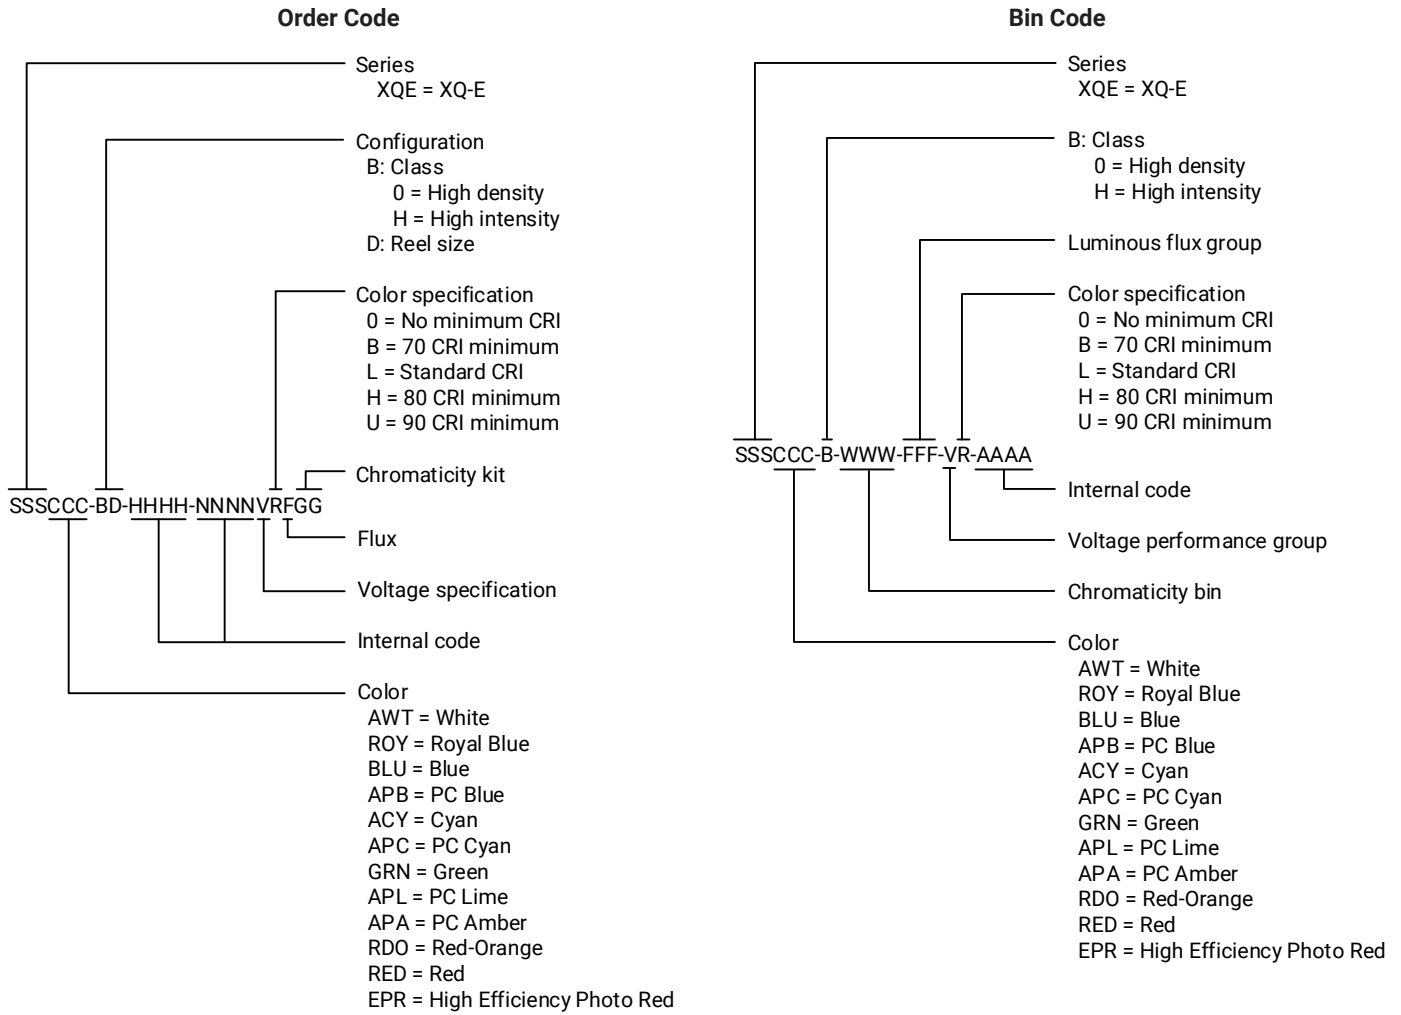 Order Code
Series
XQE = XQ-E
Configuration
B: Class
0 = High density
H = High intensity
D: Reel size
Color specification
0 = No minimum CRI
B = 70 CRI minimum
L = Standard CRI
H = 80 CRI minimum
U = 90 CRI minimum
Chromaticity kit
SSSCCC-BD-HHHH-NNNNVRFGG
Flux
Voltage specification
Internal code
Color
AWT = White
ROY = Royal Blue
BLU = Blue
APB = PC Blue
ACY = Cyan
APC = PC Cyan
GRN = Green
APL = PC Lime
APA = PC Amber
RDO = Red-Orange
RED = Red
EPR = High Efficiency Photo Red
Bin Code
Series
XQE = XQ-E
B: Class
0 = High density
H = High intensity
Luminous flux group
Color specification
0 = No minimum CRI
B = 70 CRI minimum
L = Standard CRI
H = 80 CRI minimum
U = 90 CRI minimum
SSSCCC-B-WWW-FFF-VR-AAAA
Internal code
Voltage performance group
Chromaticity bin
Color
AWT = White
ROY = Royal Blue
BLU = Blue
APB = PC Blue
ACY = Cyan
APC = PC Cyan
GRN = Green
APL = PC Lime
APA = PC Amber
RDO = Red-Orange
RED = Red
EPR = High Efficiency Photo Red